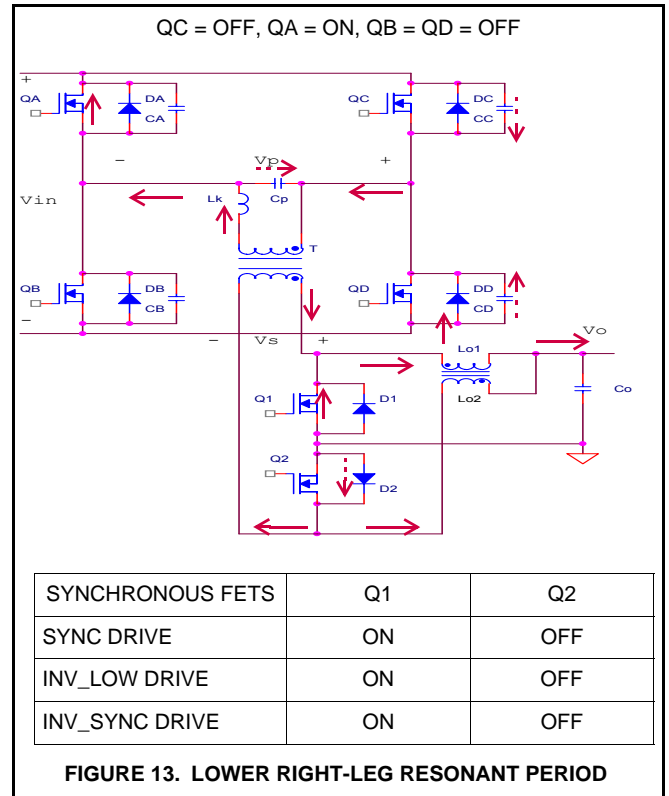 QC = OFF, QA = ON, QB = QD = OFF
+
QA DA CA QC DC CC
- Vp +
Vin Lk Cp
T
QB DB CB QD DD CD
- - Vs + Vo
Lo1
Q1 D1 Lo2 Co
Q2 D2
SYNCHRONOUS FETS Q1 Q2
SYNC DRIVE ON OFF
INV_LOW DRIVE ON OFF
INV_SYNC DRIVE ON OFF
FIGURE 13. LOWER RIGHT-LEG RESONANT PERIOD